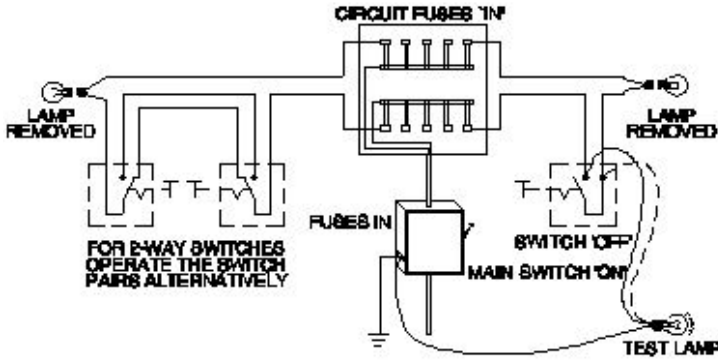 CIRCUIT FUSES 'IN'
LAMP
REMOVED
LAMP
REMOVED
FUSES IN
SWITCH 'OFF'
FOR 2-WAY SWITCHES
OPERATE THE SWITCH
PAIRS ALTERNATIVELY
MAIN SWITCH 'ON'
TEST LAMP